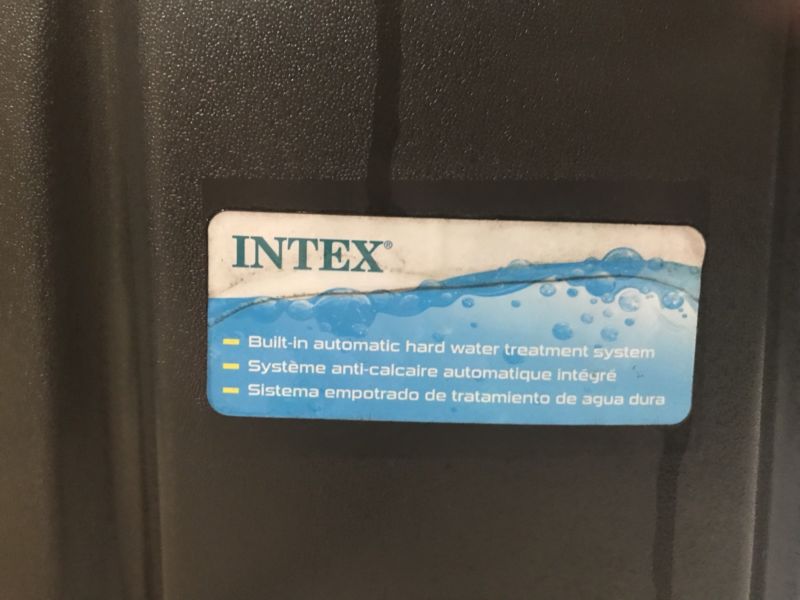 INTEX®
Built-in automatic hard water treatment system
Système anti-calcaire automatique intégré
Sistema empotrado de tratamiento de agua dura